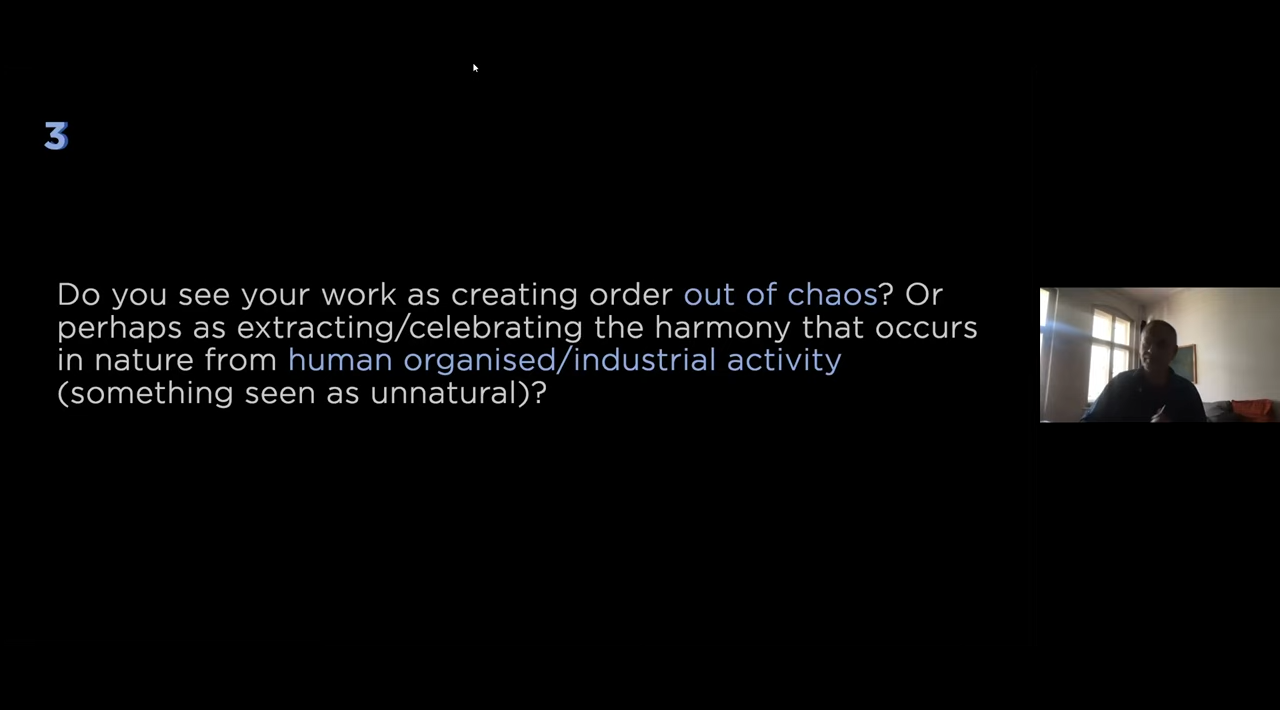 3
Do you see your work as creating order out of chaos? Or
perhaps as extracting/celebrating the harmony that occurs
in nature from human organised/industrial activity
(something seen as unnatural)?